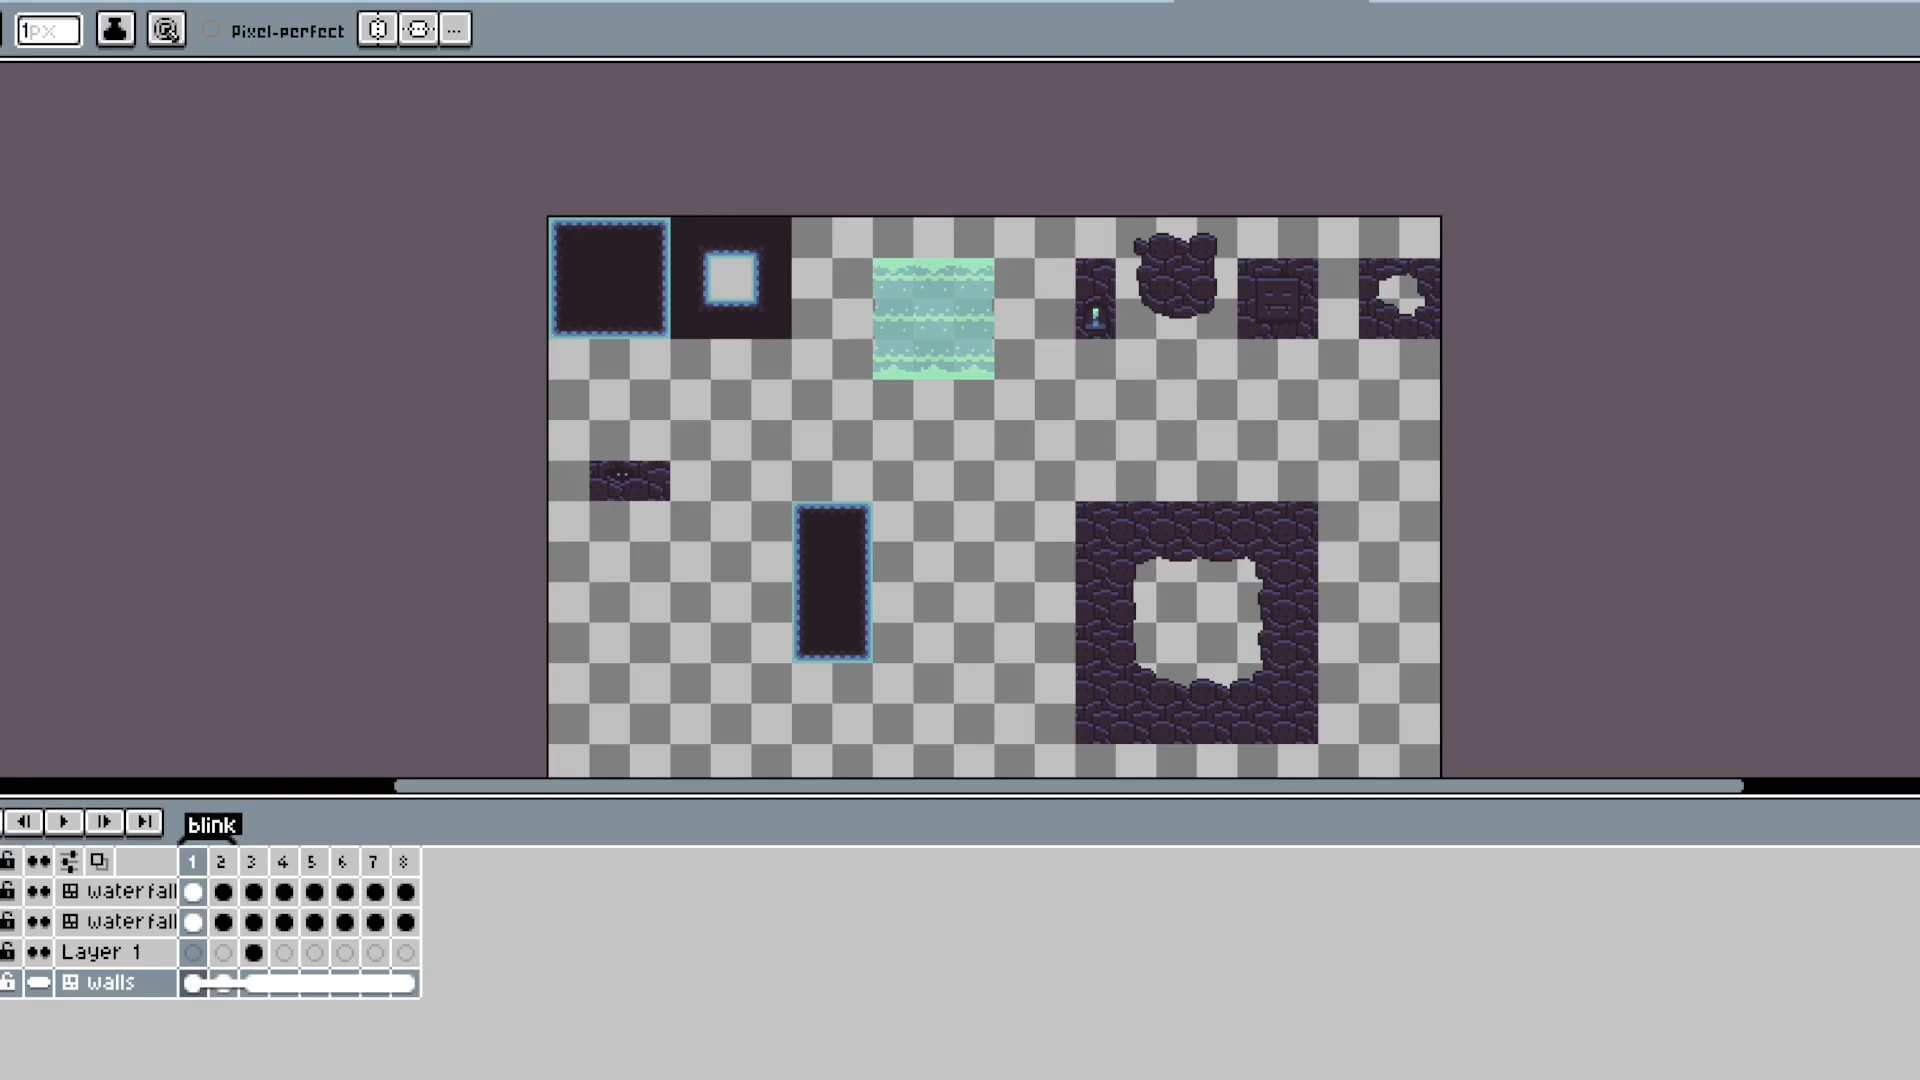 1px
Pixel-perfect
...
blink
1 2 3 4 5 6 7 8
waterfall
waterfall
Layer 1
walls